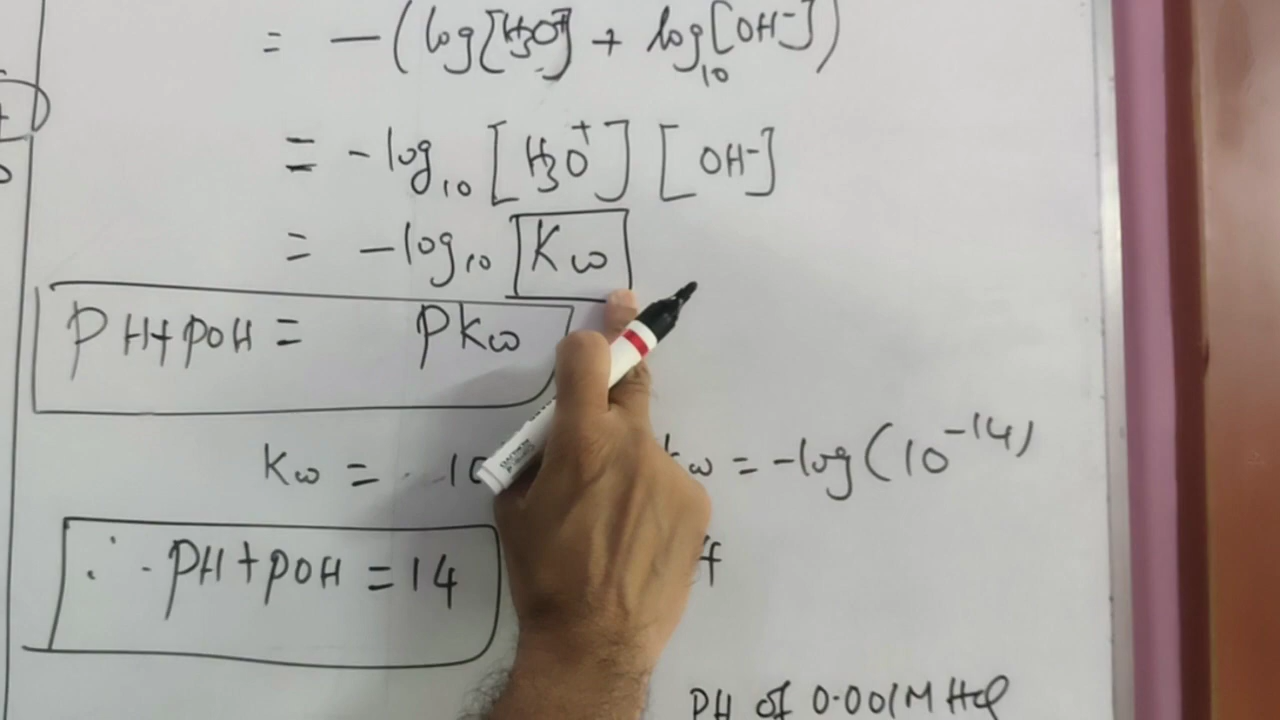 = -(log[H₃O⁺] + log₁₀[OH⁻])
= -log₁₀ [H₃O⁺] [OH⁻]
= -log₁₀ Kw
PH+POH = PKw
Kw = 10 kw = -log(10⁻¹⁴)
∴ PH+POH = 14
PH of 0.001M HCl